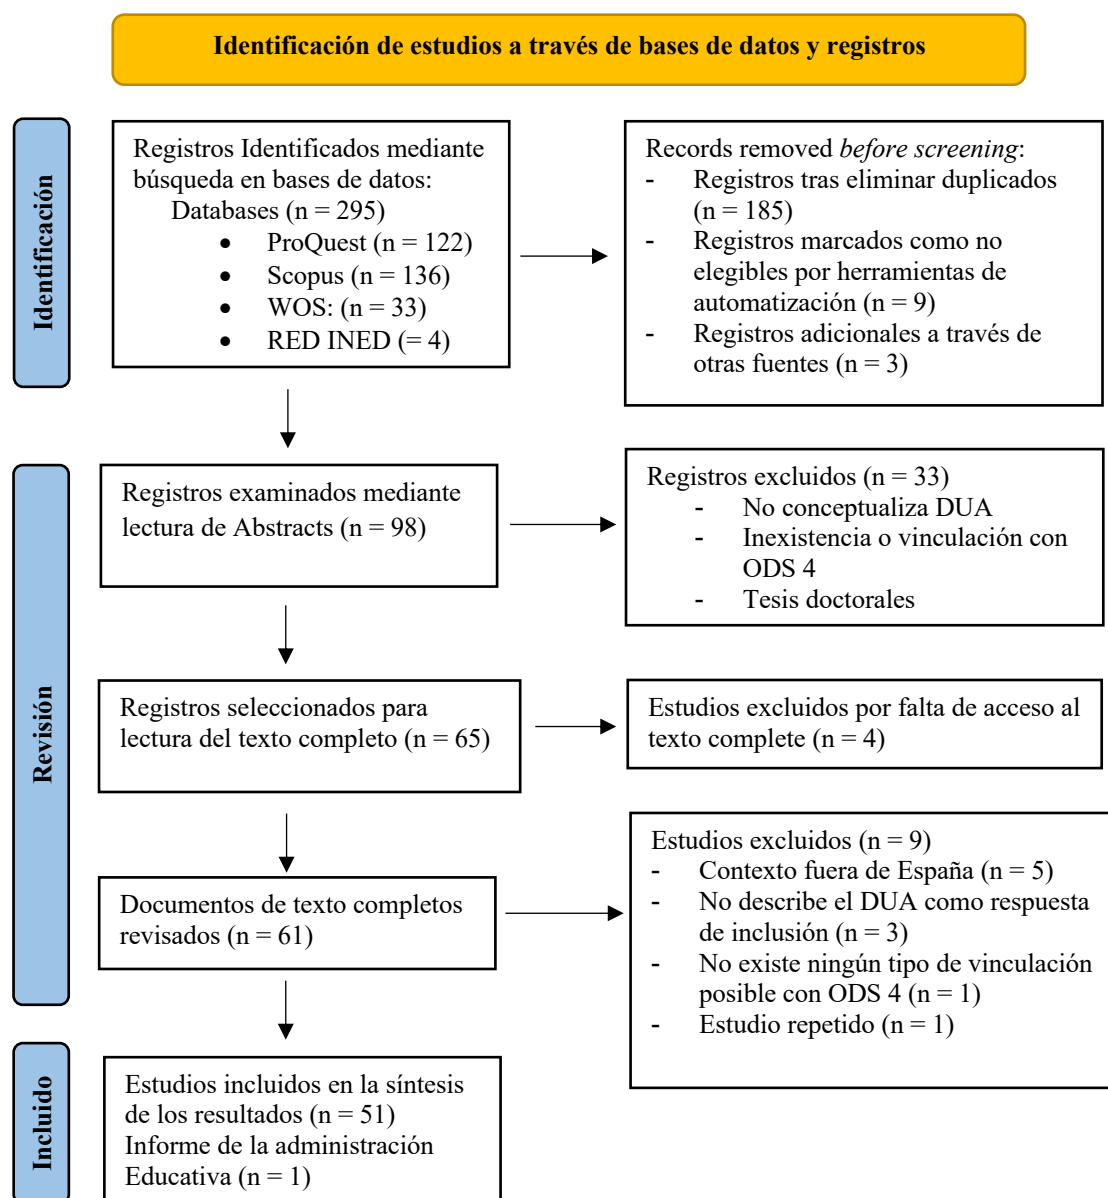 Identificación de estudios a través de bases de datos y registros
Identificación
Registros Identificados mediante
búsqueda en bases de datos:
Databases (n = 295)
• ProQuest (n = 122)
• Scopus (n = 136)
• WOS: (n = 33)
• RED INED (= 4)
Records removed before screening:
- Registros tras eliminar duplicados
(n = 185)
- Registros marcados como no
elegibles por herramientas de
automatización (n = 9)
- Registros adicionales a través de
otras fuentes (n = 3)
Revisión
Registros examinados mediante
lectura de Abstracts (n = 98)
Registros excluidos (n = 33)
- No conceptualiza DUA
- Inexistencia o vinculación con
ODS 4
- Tesis doctorales
Registros seleccionados para
lectura del texto completo (n = 65)
Estudios excluidos por falta de acceso al
texto complete (n = 4)
Documentos de texto completos
revisados (n = 61)
Estudios excluidos (n = 9)
- Contexto fuera de España (n = 5)
- No describe el DUA como respuesta
de inclusión (n = 3)
- No existe ningún tipo de vinculación
posible con ODS 4 (n = 1)
- Estudio repetido (n = 1)
Incluido
Estudios incluidos en la síntesis
de los resultados (n = 51)
Informe de la administración
Educativa (n = 1)